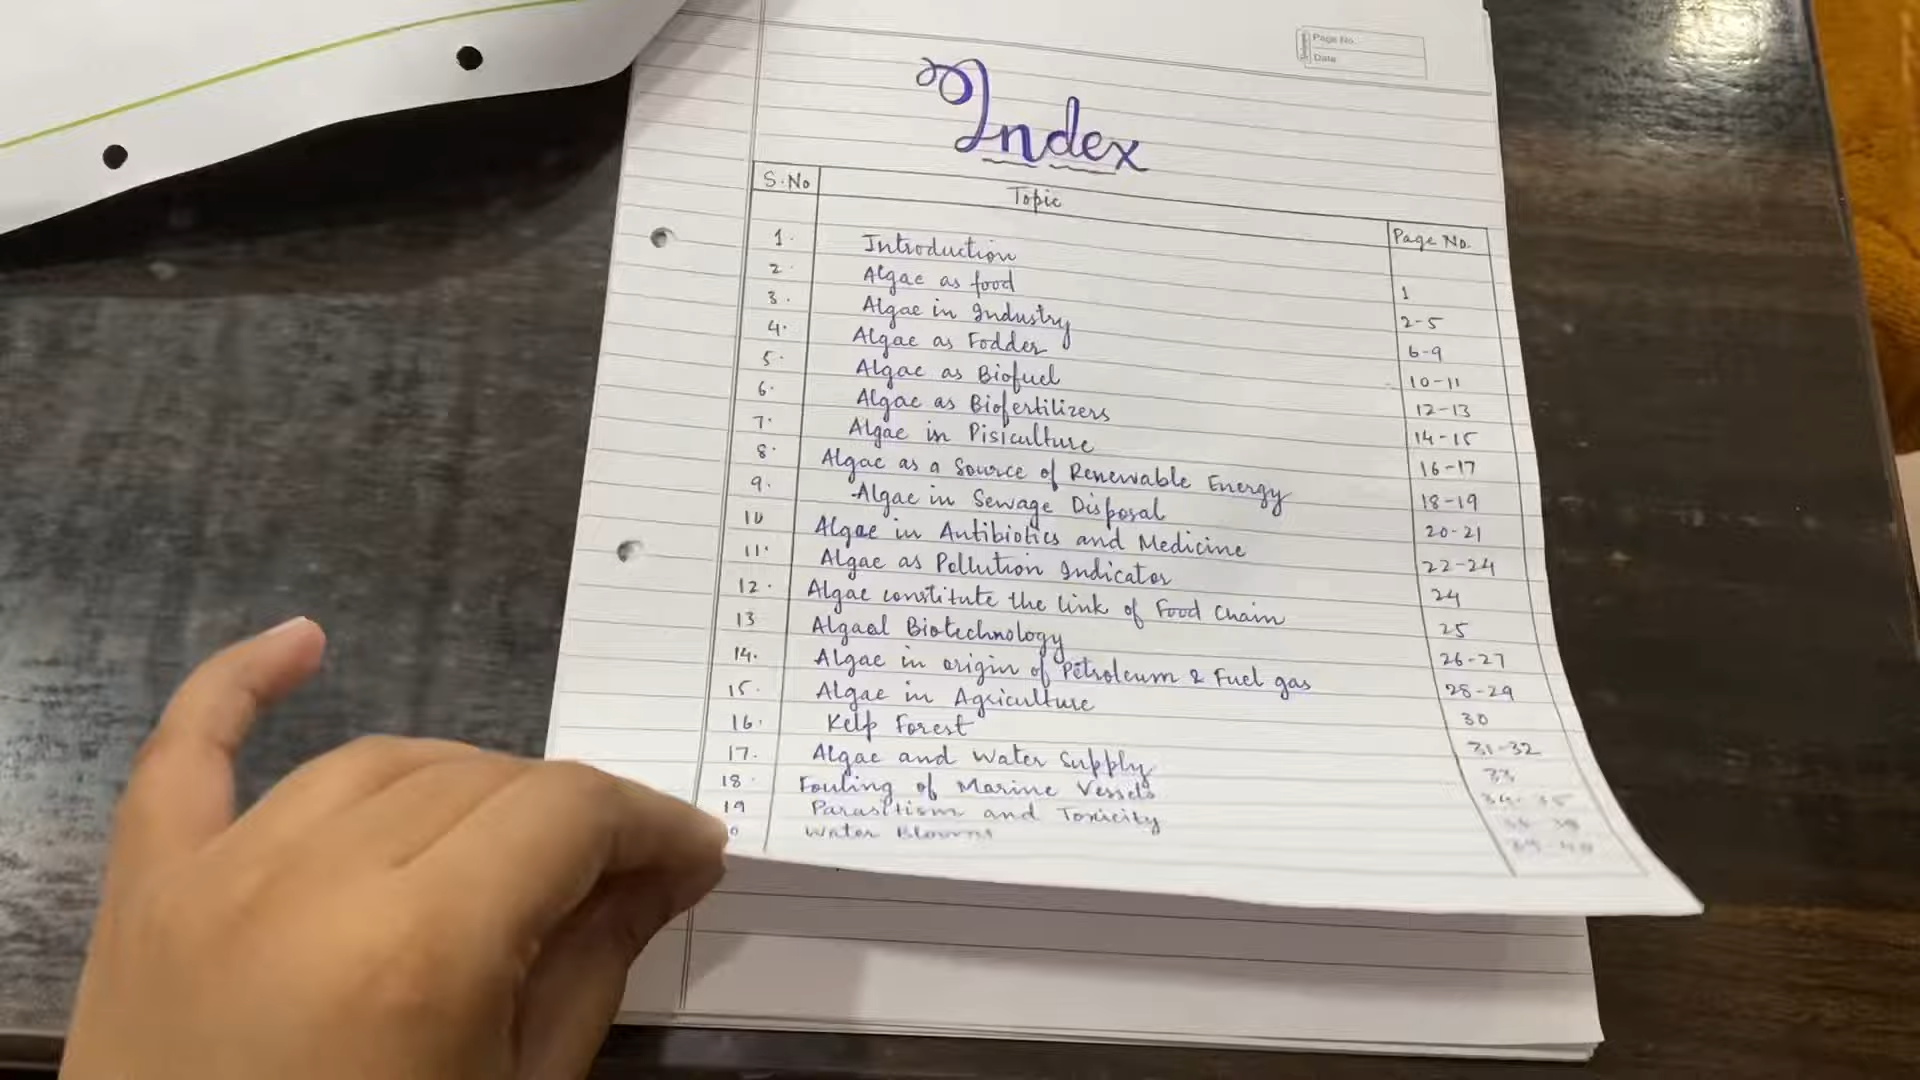 Page No.
Date
Index
S.No Topic Page No.
1. Introduction 1
2. Algae as food 2-5
3. Algae in Industry 6-9
4. Algae as Fodder 10-11
5. Algae as Biofuel 12-13
6. Algae as Biofertilizers 14-15
7. Algae in Pisiculture 16-17
8. Algae as a Source of Renewable Energy 18-19
9. Algae in Sewage Disposal 20-21
10 Algae in Antibiotics and Medicine 22-24
11. Algae as Pollution Indicator 24
12. Algae constitute the link of Food Chain 25
13 Algaal Biotechnology 26-27
14. Algae in origin of Petroleum & Fuel gas 28-29
15. Algae in Agriculture 30
16. Kelp Forest 31-32
17. Algae and Water Supply 33
18. Fouling of Marine Vessels
19 Parasitism and Toxicity
Water Blooms